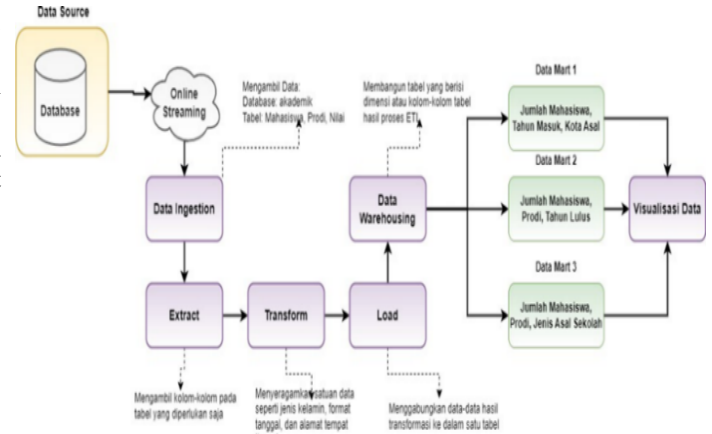 Data Source
Database
Online
Streaming
Mengambil Data:
Database: akademik
Tabel: Mahasiswa, Prodi, Nilai
Membangun tabel yang berisi
dimensi atau kolom-kolom tabel
hasil proses ETL
Data Ingestion
Extract
Transform
Load
Data
Warehousing
Data Mart 1
Jumlah Mahasiswa,
Tahun Masuk, Kota Asal
Data Mart 2
Jumlah Mahasiswa,
Prodi, Tahun Lulus
Data Mart 3
Jumlah Mahasiswa,
Prodi, Jenis Asal Sekolah
Visualisasi Data
Mengambil kolom-kolom pada
tabel yang diperlukan saja
Menyeragamkan satuan data
seperti jenis kelamin, format
tanggal, dan alamat tempat
Menggabungkan data-data hasil
transformasi ke dalam satu tabel